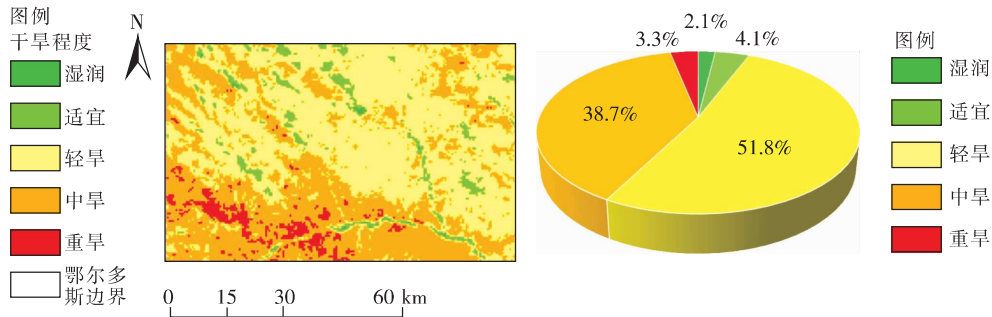 图例
干旱程度
湿润
适宜
轻旱
中旱
重旱
鄂尔多
斯边界
N
0 15 30 60 km
2.1%
3.3%
4.1%
38.7%
51.8%
图例
湿润
适宜
轻旱
中旱
重旱